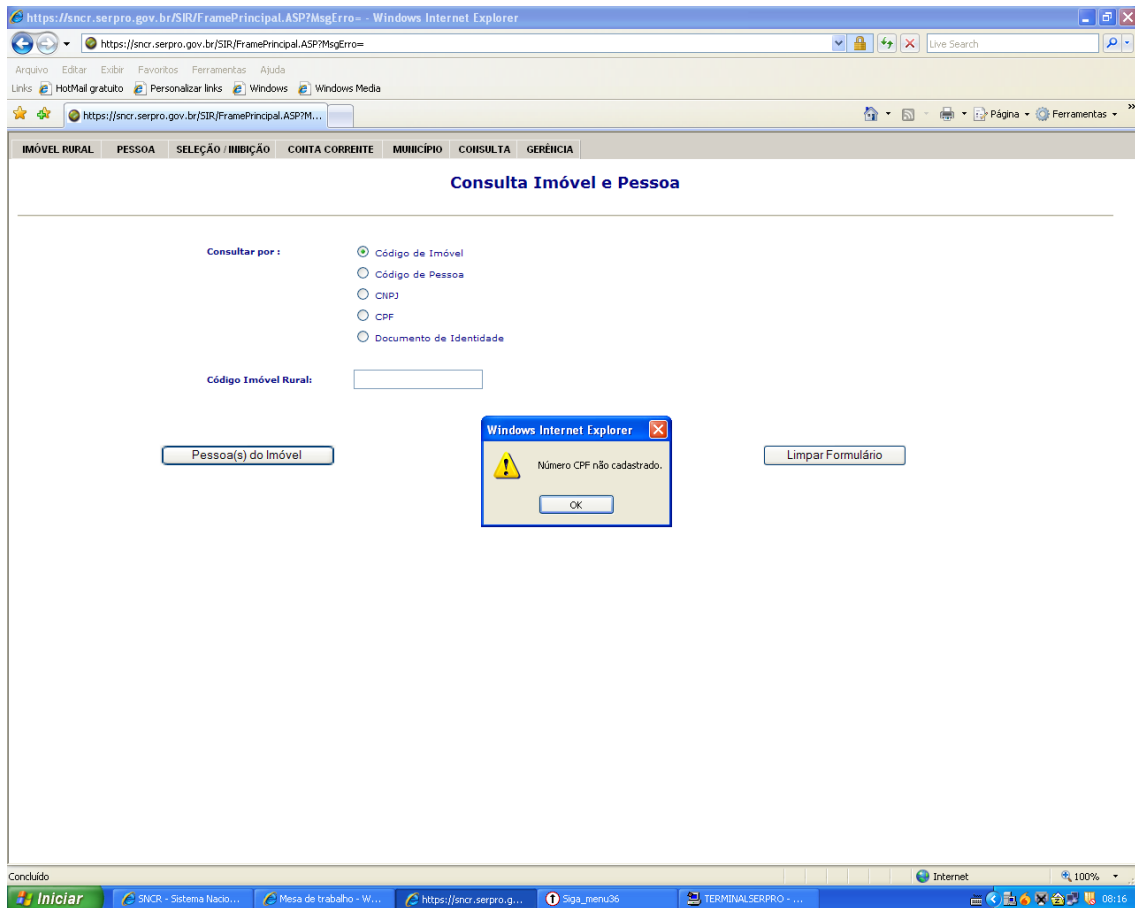 https://sncr.serpro.gov.br/SIR/FramePrincipal.ASP?MsgErro= - Windows Internet Explorer
https://sncr.serpro.gov.br/SIR/FramePrincipal.ASP?MsgErro=
Live Search
Arquivo Editar Exibir Favoritos Ferramentas Ajuda
Links HotMail gratuito Personalizar links Windows Windows Media
https://sncr.serpro.gov.br/SIR/FramePrincipal.ASP?M...
Página Ferramentas
IMÓVEL RURAL PESSOA SELEÇÃO / INIBIÇÃO CONTA CORRENTE MUNICÍPIO CONSULTA GERÊNCIA
Consulta Imóvel e Pessoa
Consultar por :
Código de Imóvel
Código de Pessoa
CNPJ
CPF
Documento de Identidade
Código Imóvel Rural:
Pessoa(s) do Imóvel
Windows Internet Explorer
Número CPF não cadastrado.
OK
Limpar Formulário
Concluído
Internet
100%
Iniciar
SNCR - Sistema Nacio...
Mesa de trabalho - W...
https://sncr.serpro.g...
Siga_menu36
TERMINALSERPRO - ...
08:16